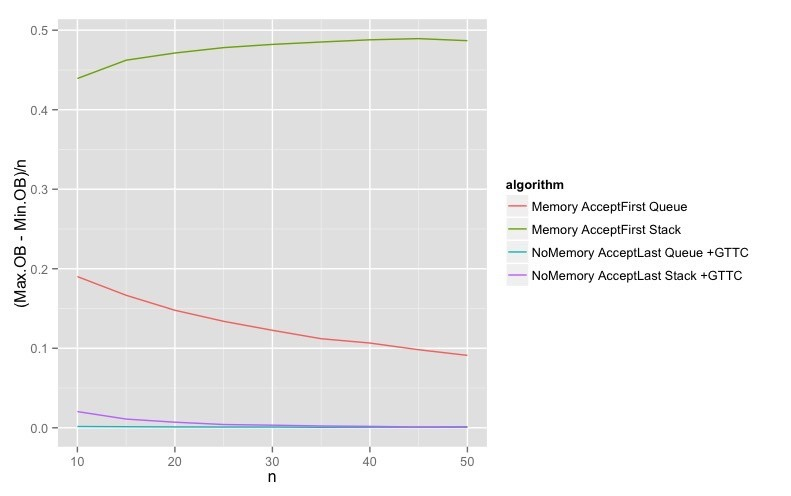 (Max.OB - Min.OB)/n
0.5
0.4
0.3
0.2
0.1
0.0
10 20 30 40 50
n
algorithm
Memory AcceptFirst Queue
Memory AcceptFirst Stack
NoMemory AcceptLast Queue +GTTC
NoMemory AcceptLast Stack +GTTC